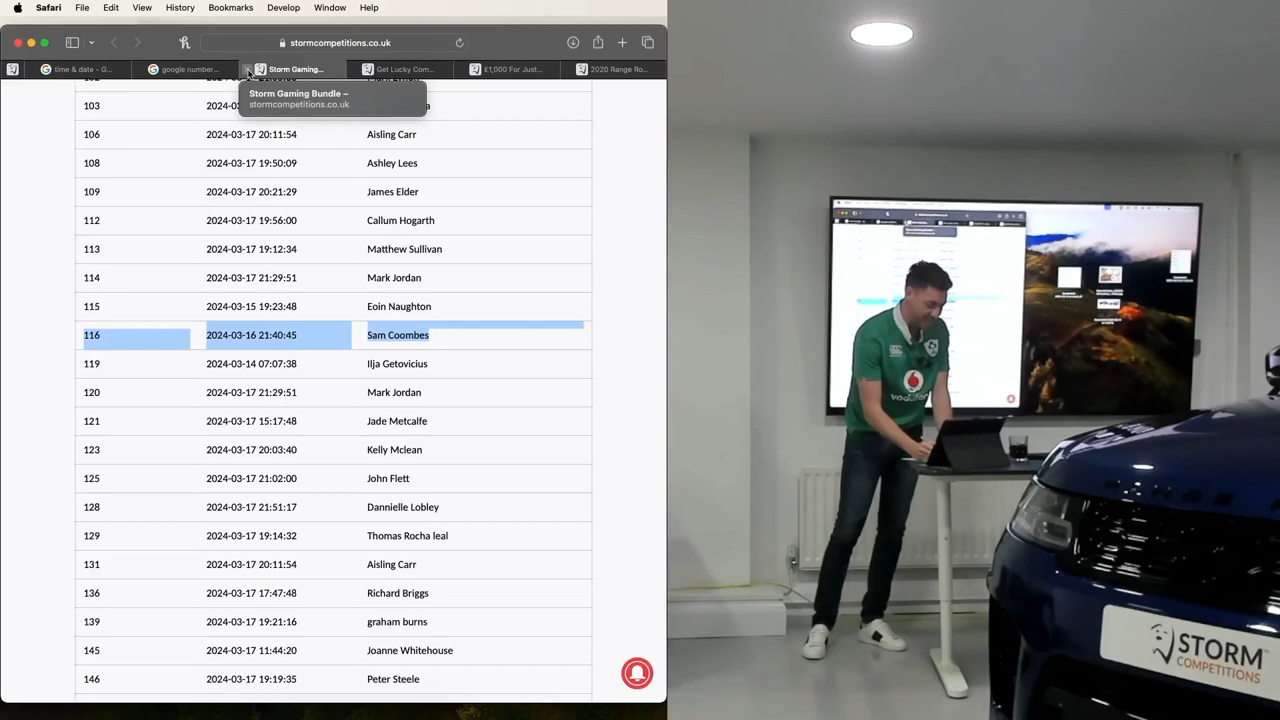 Safari File Edit View History Bookmarks Develop Window Help
stormcompetitions.co.uk
time & date - G... google number... Storm Gaming... Get Lucky Com... £1,000 For Just... 2020 Range Ro...
Storm Gaming Bundle –
stormcompetitions.co.uk
103
106 2024-03-17 20:11:54 Aisling Carr
108 2024-03-17 19:50:09 Ashley Lees
109 2024-03-17 20:21:29 James Elder
112 2024-03-17 19:56:00 Callum Hogarth
113 2024-03-17 19:12:34 Matthew Sullivan
114 2024-03-17 21:29:51 Mark Jordan
115 2024-03-15 19:23:48 Eoin Naughton
116 2024-03-16 21:40:45 Sam Coombes
119 2024-03-14 07:07:38 Ilja Getovicius
120 2024-03-17 21:29:51 Mark Jordan
121 2024-03-17 15:17:48 Jade Metcalfe
123 2024-03-17 20:03:40 Kelly Mclean
125 2024-03-17 21:02:00 John Flett
128 2024-03-17 21:51:17 Dannielle Lobley
129 2024-03-17 19:14:32 Thomas Rocha leal
131 2024-03-17 20:11:54 Aisling Carr
136 2024-03-17 17:47:48 Richard Briggs
139 2024-03-17 19:21:16 graham burns
145 2024-03-17 11:44:20 Joanne Whitehouse
146 2024-03-17 19:19:35 Peter Steele
vodafone
STORM
COMPETITIONS